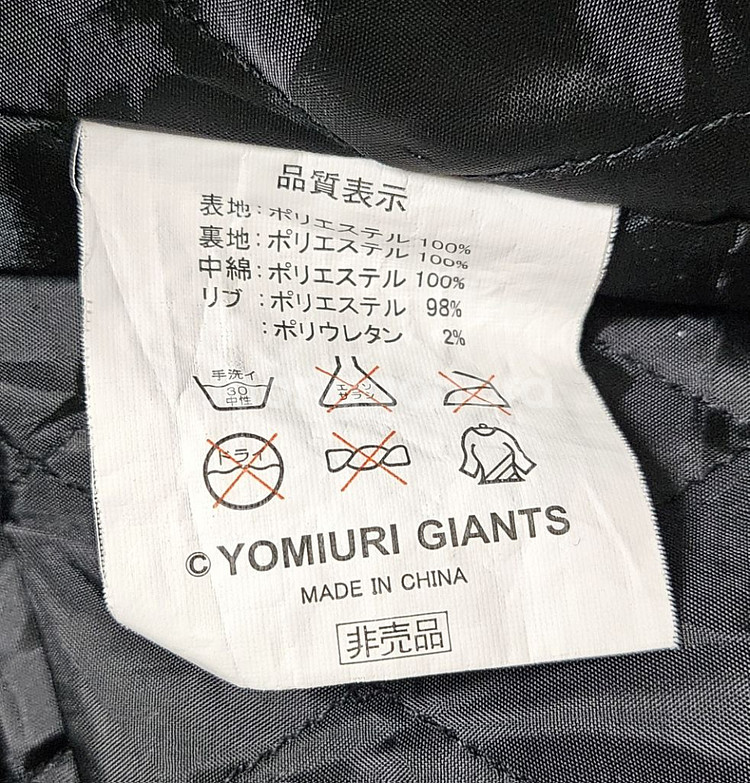 品質表示
表地:ポリエステル 100%
裏地:ポリエステル 100%
中綿:ポリエステル 100%
リブ:ポリエステル 98%
:ポリウレタン 2%
手洗イ
30
中性
エンソ
サラシ
ドライ
© YOMIURI GIANTS
MADE IN CHINA
非売品